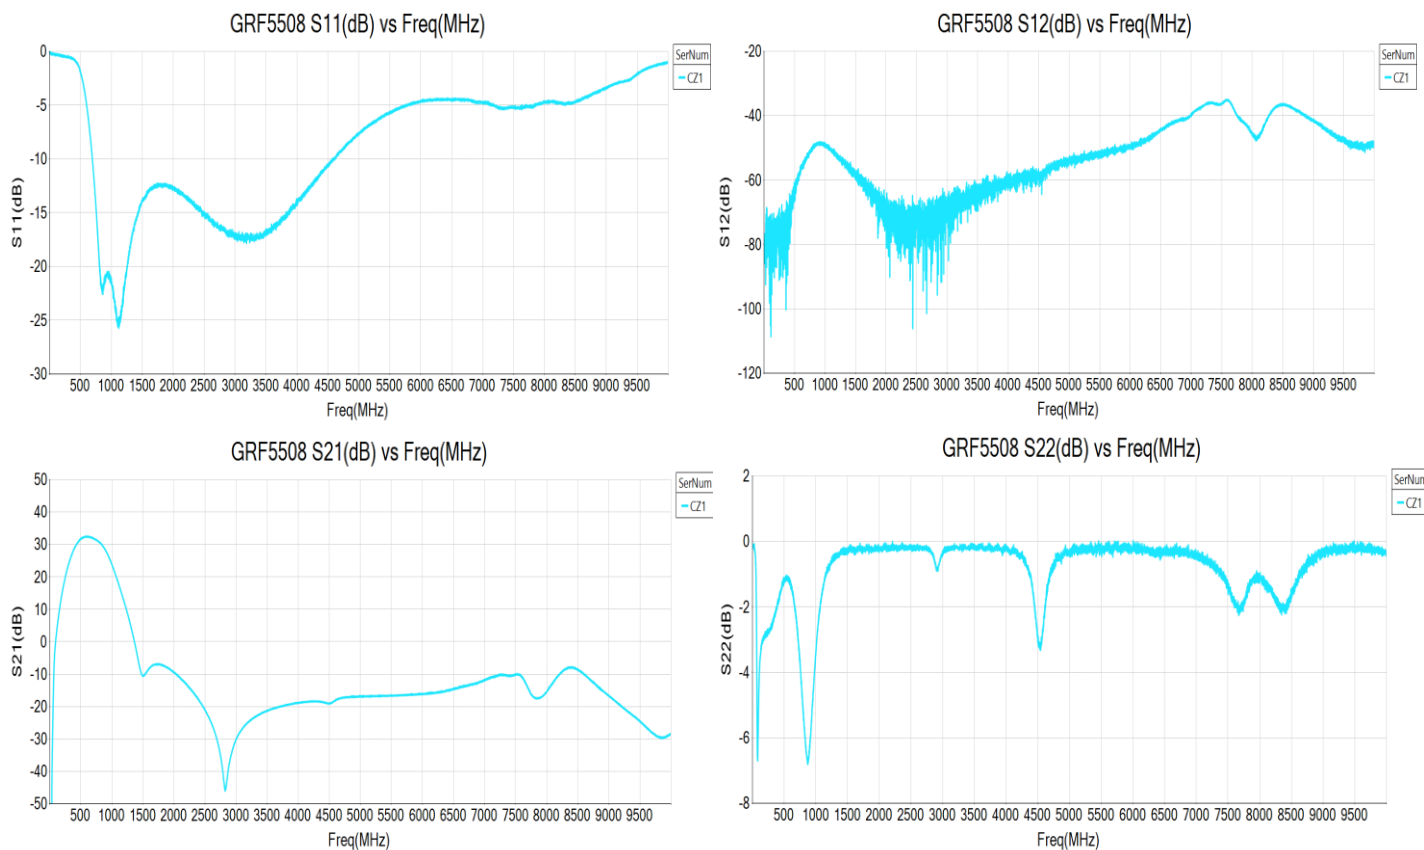 GRF5508 S11(dB) vs Freq(MHz)
SerNum
CZ1
0
-5
-10
-15
-20
-25
-30
S11(dB)
500 1000 1500 2000 2500 3000 3500 4000 4500 5000 5500 6000 6500 7000 7500 8000 8500 9000 9500
Freq(MHz)
GRF5508 S12(dB) vs Freq(MHz)
SerNum
CZ1
-20
-40
-60
-80
-100
-120
S12(dB)
500 1000 1500 2000 2500 3000 3500 4000 4500 5000 5500 6000 6500 7000 7500 8000 8500 9000 9500
Freq(MHz)
GRF5508 S21(dB) vs Freq(MHz)
SerNum
CZ1
50
40
30
20
10
0
-10
-20
-30
-40
-50
S21(dB)
500 1000 1500 2000 2500 3000 3500 4000 4500 5000 5500 6000 6500 7000 7500 8000 8500 9000 9500
Freq(MHz)
GRF5508 S22(dB) vs Freq(MHz)
SerNum
CZ1
2
0
-2
-4
-6
-8
S22(dB)
500 1000 1500 2000 2500 3000 3500 4000 4500 5000 5500 6000 6500 7000 7500 8000 8500 9000 9500
Freq(MHz)